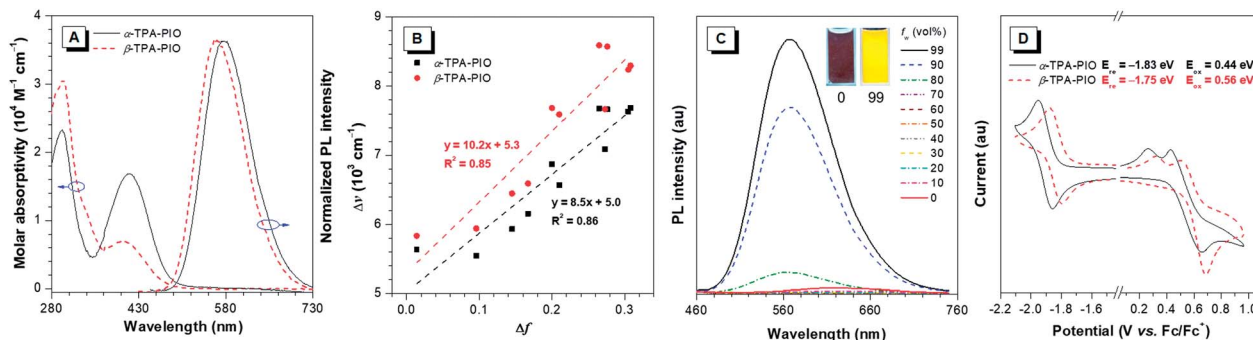 A
α-TPA-PIO
β-TPA-PIO
Molar absorptivity (10⁴ M⁻¹ cm⁻¹)
4
3
2
1
0
280 430 580 730
Wavelength (nm)
Normalized PL intensity
B
α-TPA-PIO
β-TPA-PIO
y = 10.2x + 5.3
R² = 0.85
y = 8.5x + 5.0
R² = 0.86
Δν (10³ cm⁻¹)
9
8
7
6
5
0.0 0.1 0.2 0.3
Δf
C
fw (vol%)
99
90
80
70
60
50
40
30
20
10
0
0 99
PL intensity (au)
460 560 660 760
Wavelength (nm)
D
α-TPA-PIO Ere = −1.83 eV Eox = 0.44 eV
β-TPA-PIO Ere = −1.75 eV Eox = 0.56 eV
Current (au)
-2.1 -1.8 -1.5 -1.2 0.0 0.2 0.4 0.6 0.8 1.0
Potential (V vs. Fc/Fc⁺)